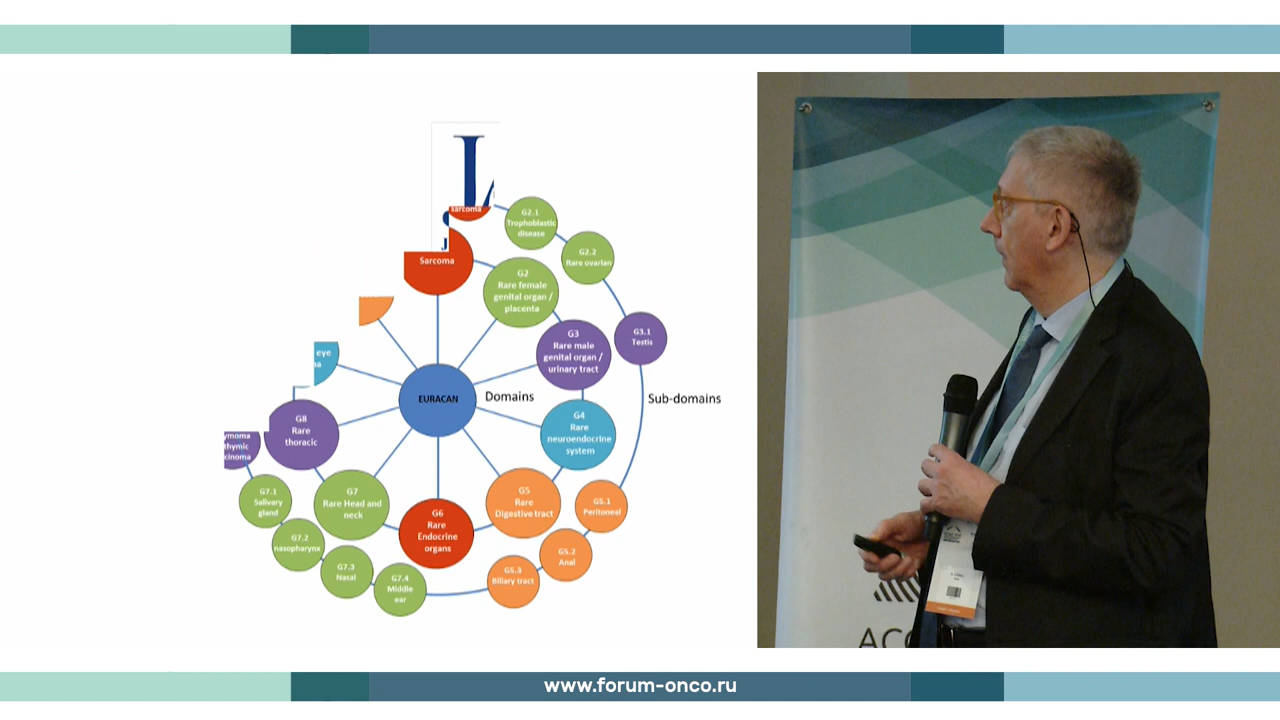 L
S
J
sarcoma
Sarcoma
G2.1
Trophoblastic
disease
G2.2
Rare ovarian
G2
Rare female
genital organ /
placenta
G3
Rare male
genital organ /
urinary tract
G3.1
Testis
eye
EURACAN
Domains
Sub-domains
G4
Rare
neuroendocrine
system
G8
Rare
thoracic
ymoma
thymic
cinoma
G7
Rare Head and
neck
G6
Rare
Endocrine
organs
G5
Rare
Digestive tract
G5.1
Peritoneal
G5.2
Anal
G5.3
Biliary tract
G7.1
Salivary
gland
G7.2
nasopharynx
G7.3
Nasal
G7.4
Middle
ear
www.forum-onco.ru